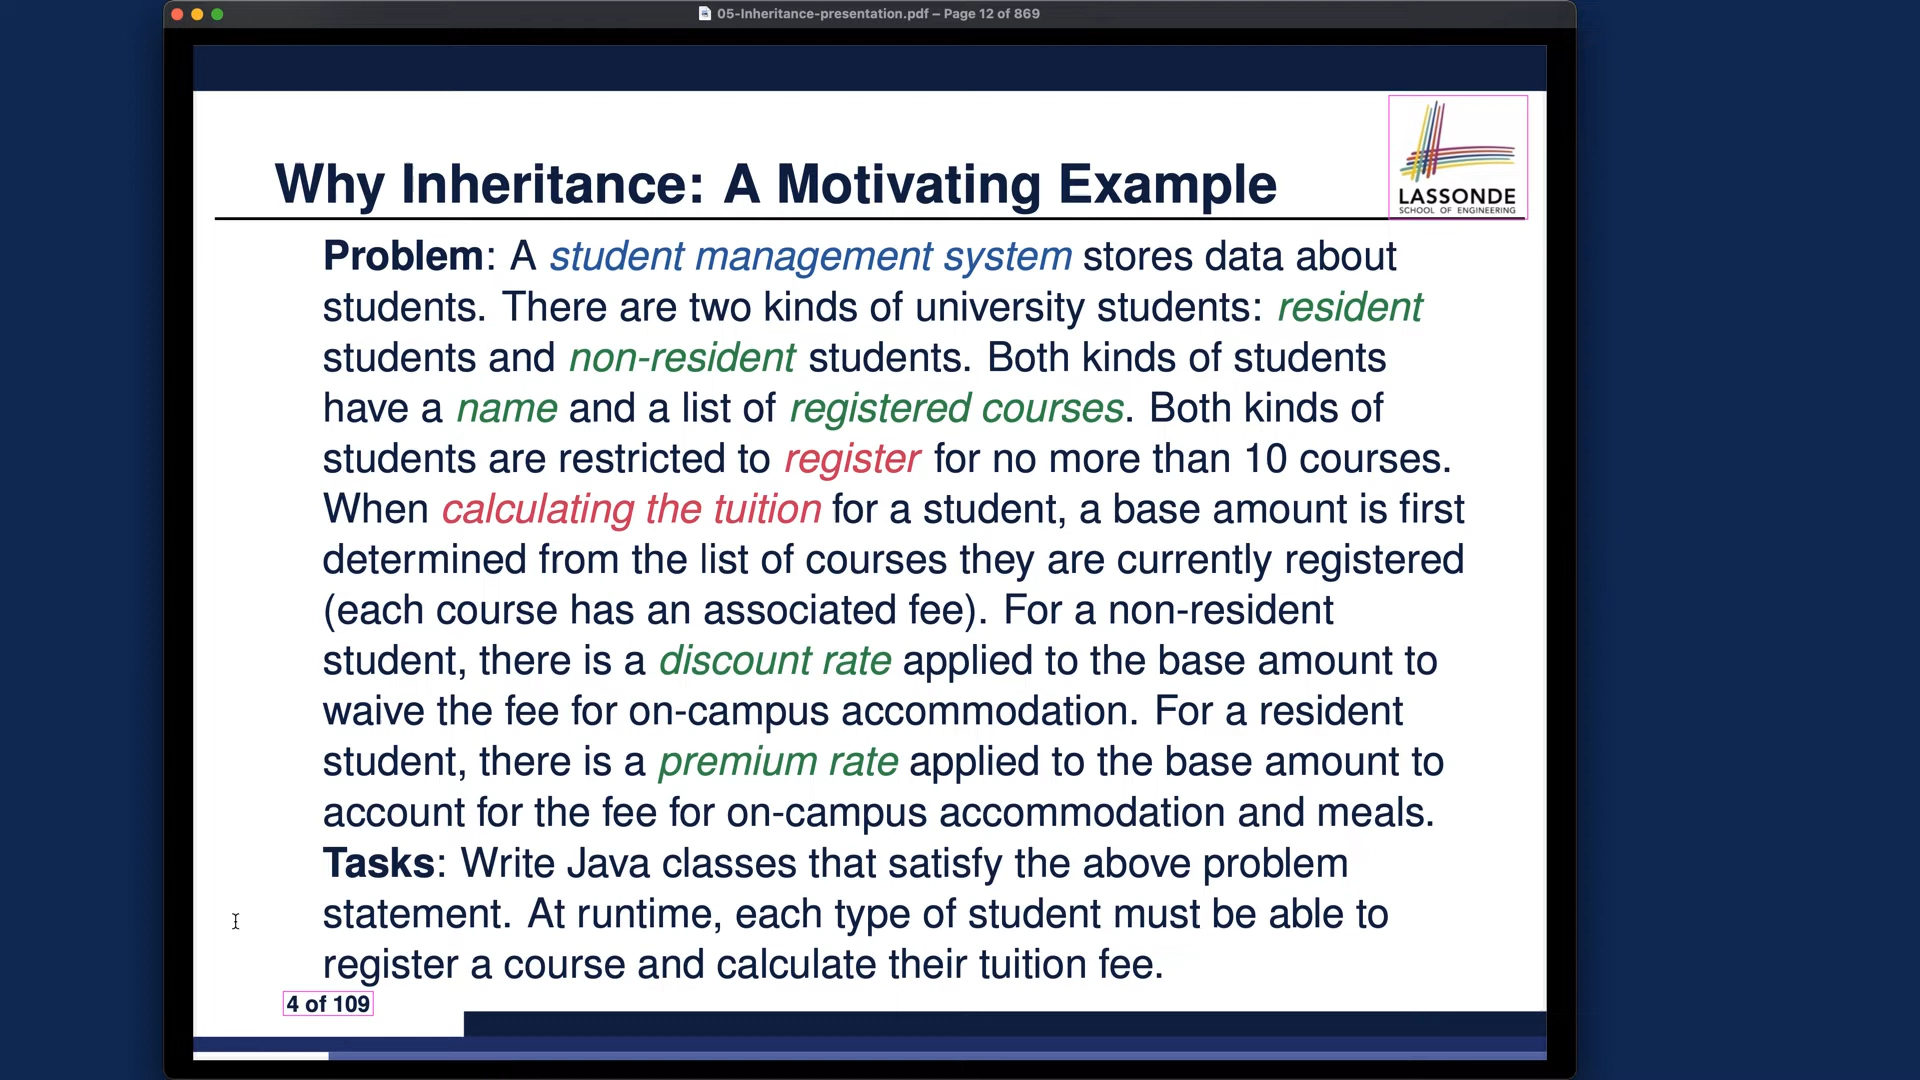 05-Inheritance-presentation.pdf – Page 12 of 869
LASSONDE
SCHOOL OF ENGINEERING
Why Inheritance: A Motivating Example
Problem: A student management system stores data about
students. There are two kinds of university students: resident
students and non-resident students. Both kinds of students
have a name and a list of registered courses. Both kinds of
students are restricted to register for no more than 10 courses.
When calculating the tuition for a student, a base amount is first
determined from the list of courses they are currently registered
(each course has an associated fee). For a non-resident
student, there is a discount rate applied to the base amount to
waive the fee for on-campus accommodation. For a resident
student, there is a premium rate applied to the base amount to
account for the fee for on-campus accommodation and meals.
Tasks: Write Java classes that satisfy the above problem
statement. At runtime, each type of student must be able to
register a course and calculate their tuition fee.
4 of 109